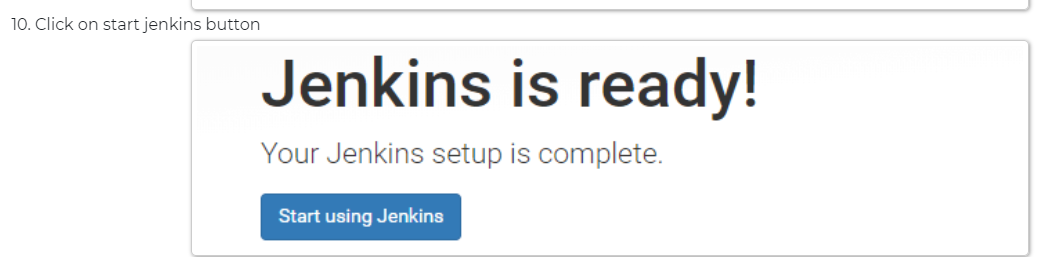 10. Click on start jenkins button
Jenkins is ready!
Your Jenkins setup is complete.
Start using Jenkins